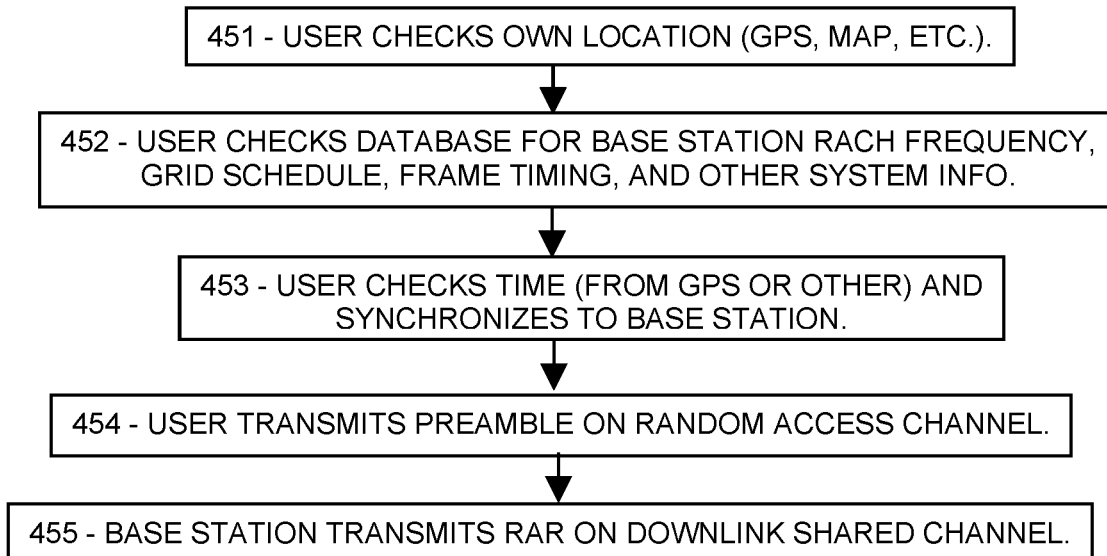 451 - USER CHECKS OWN LOCATION (GPS, MAP, ETC.).
452 - USER CHECKS DATABASE FOR BASE STATION RACH FREQUENCY,
GRID SCHEDULE, FRAME TIMING, AND OTHER SYSTEM INFO.
453 - USER CHECKS TIME (FROM GPS OR OTHER) AND
SYNCHRONIZES TO BASE STATION.
454 - USER TRANSMITS PREAMBLE ON RANDOM ACCESS CHANNEL.
455 - BASE STATION TRANSMITS RAR ON DOWNLINK SHARED CHANNEL.